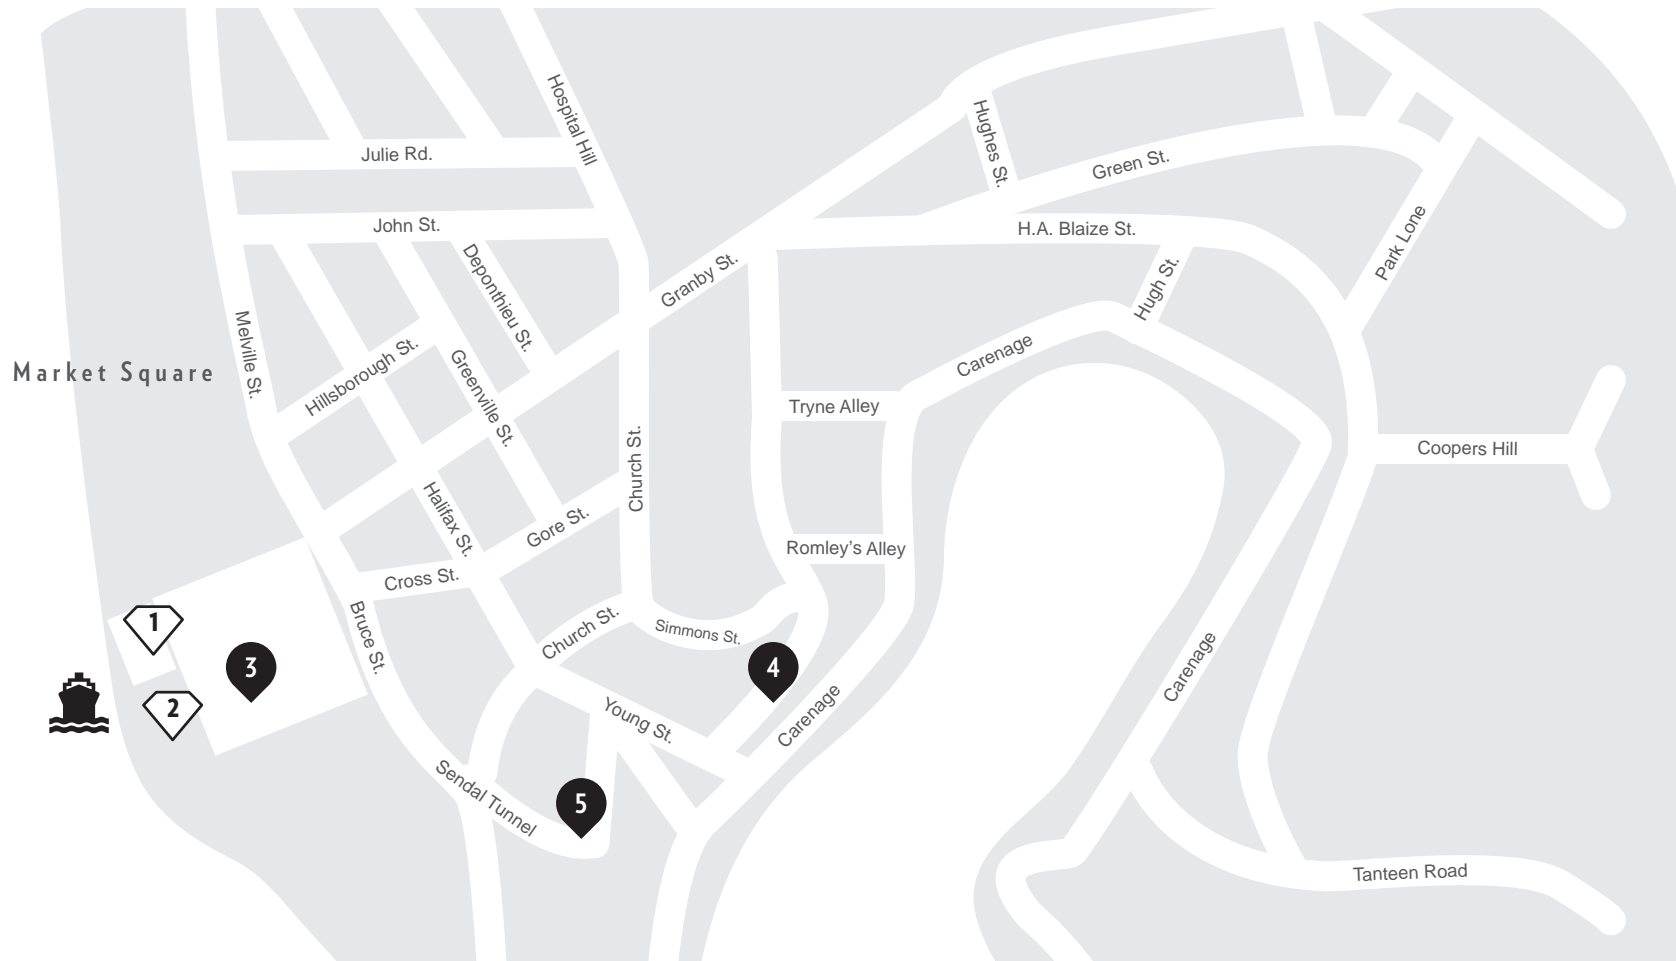 Hospital Hill
Julie Rd.
Hughes St.
Green St.
John St.
H.A. Blaize St.
Park Lone
Deponthieu St.
Granby St.
Hugh St.
Melville St.
Market Square
Hillsborough St.
Greenville St.
Carenage
Tryne Alley
Church St.
Coopers Hill
Halifax St.
Gore St.
Romley's Alley
Cross St.
1
Bruce St.
Church St.
Simmons St.
3
4
Carenage
2
Young St.
Carenage
Sendal Tunnel
5
Tanteen Road